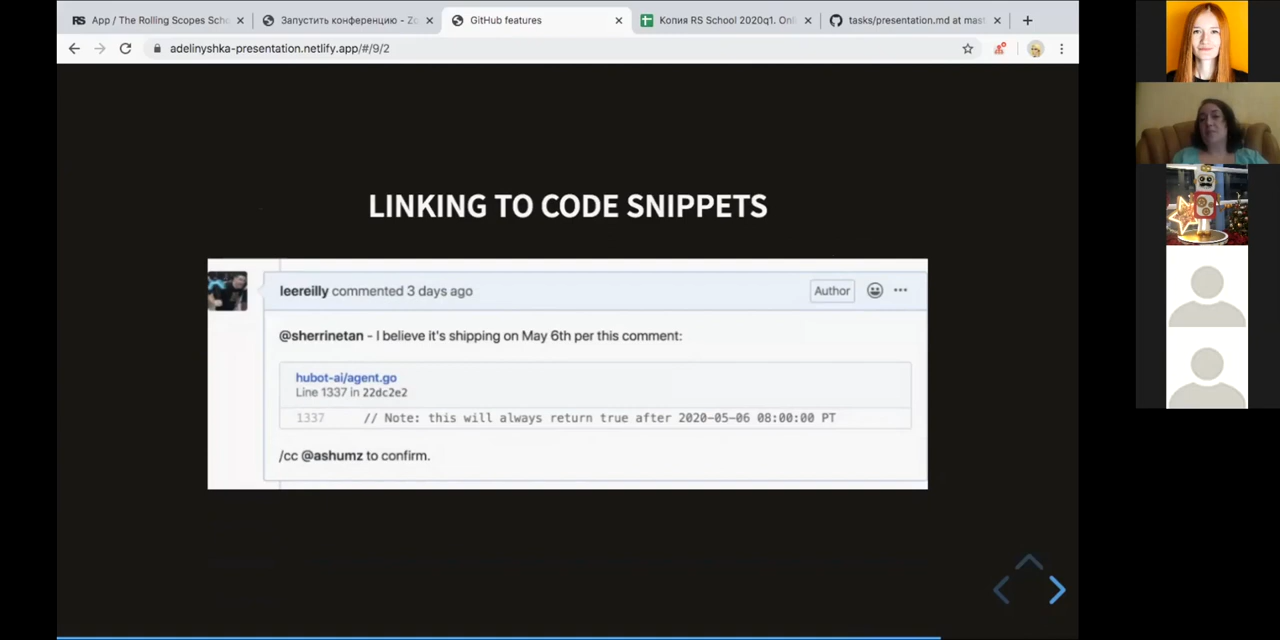 RS App / The Rolling Scopes Scho
Запустить конференцию - Zo
GitHub features
Копия RS School 2020q1. Onl
tasks/presentation.md at mast
adelinyshka-presentation.netlify.app/#/9/2
LINKING TO CODE SNIPPETS
leereilly commented 3 days ago
Author
@sherrinetan - I believe it's shipping on May 6th per this comment:
hubot-ai/agent.go
Line 1337 in 22dc2e2
1337 // Note: this will always return true after 2020-05-06 08:00:00 PT
/cc @ashumz to confirm.